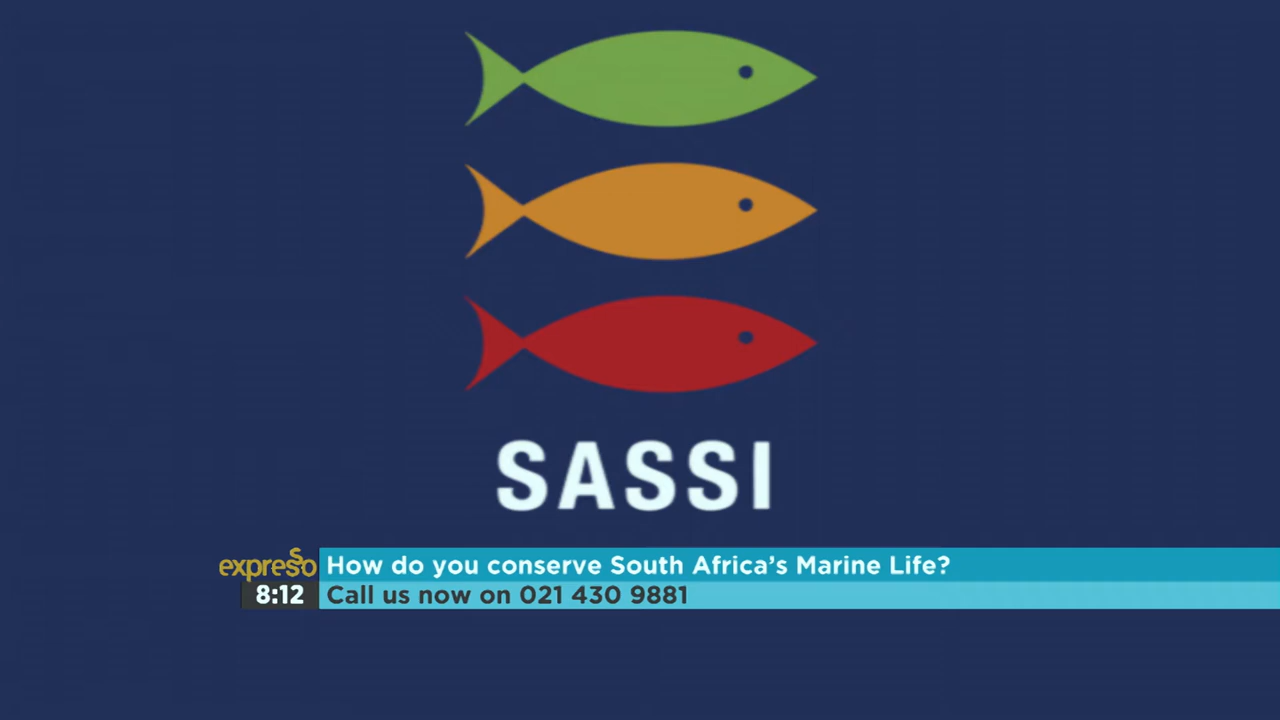 SASSI
expresso
How do you conserve South Africa's Marine Life?
8:12
Call us now on 021 430 9881